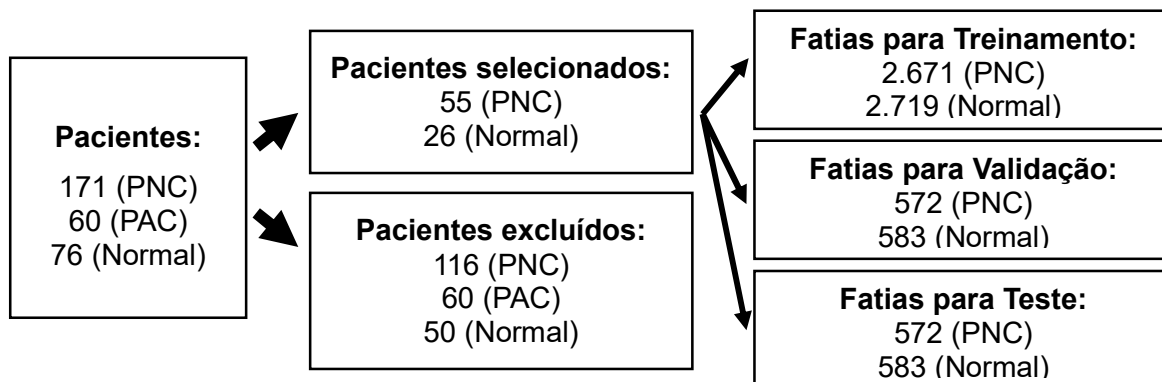 Pacientes:
171 (PNC)
60 (PAC)
76 (Normal)
Pacientes selecionados:
55 (PNC)
26 (Normal)
Pacientes excluídos:
116 (PNC)
60 (PAC)
50 (Normal)
Fatias para Treinamento:
2.671 (PNC)
2.719 (Normal)
Fatias para Validação:
572 (PNC)
583 (Normal)
Fatias para Teste:
572 (PNC)
583 (Normal)